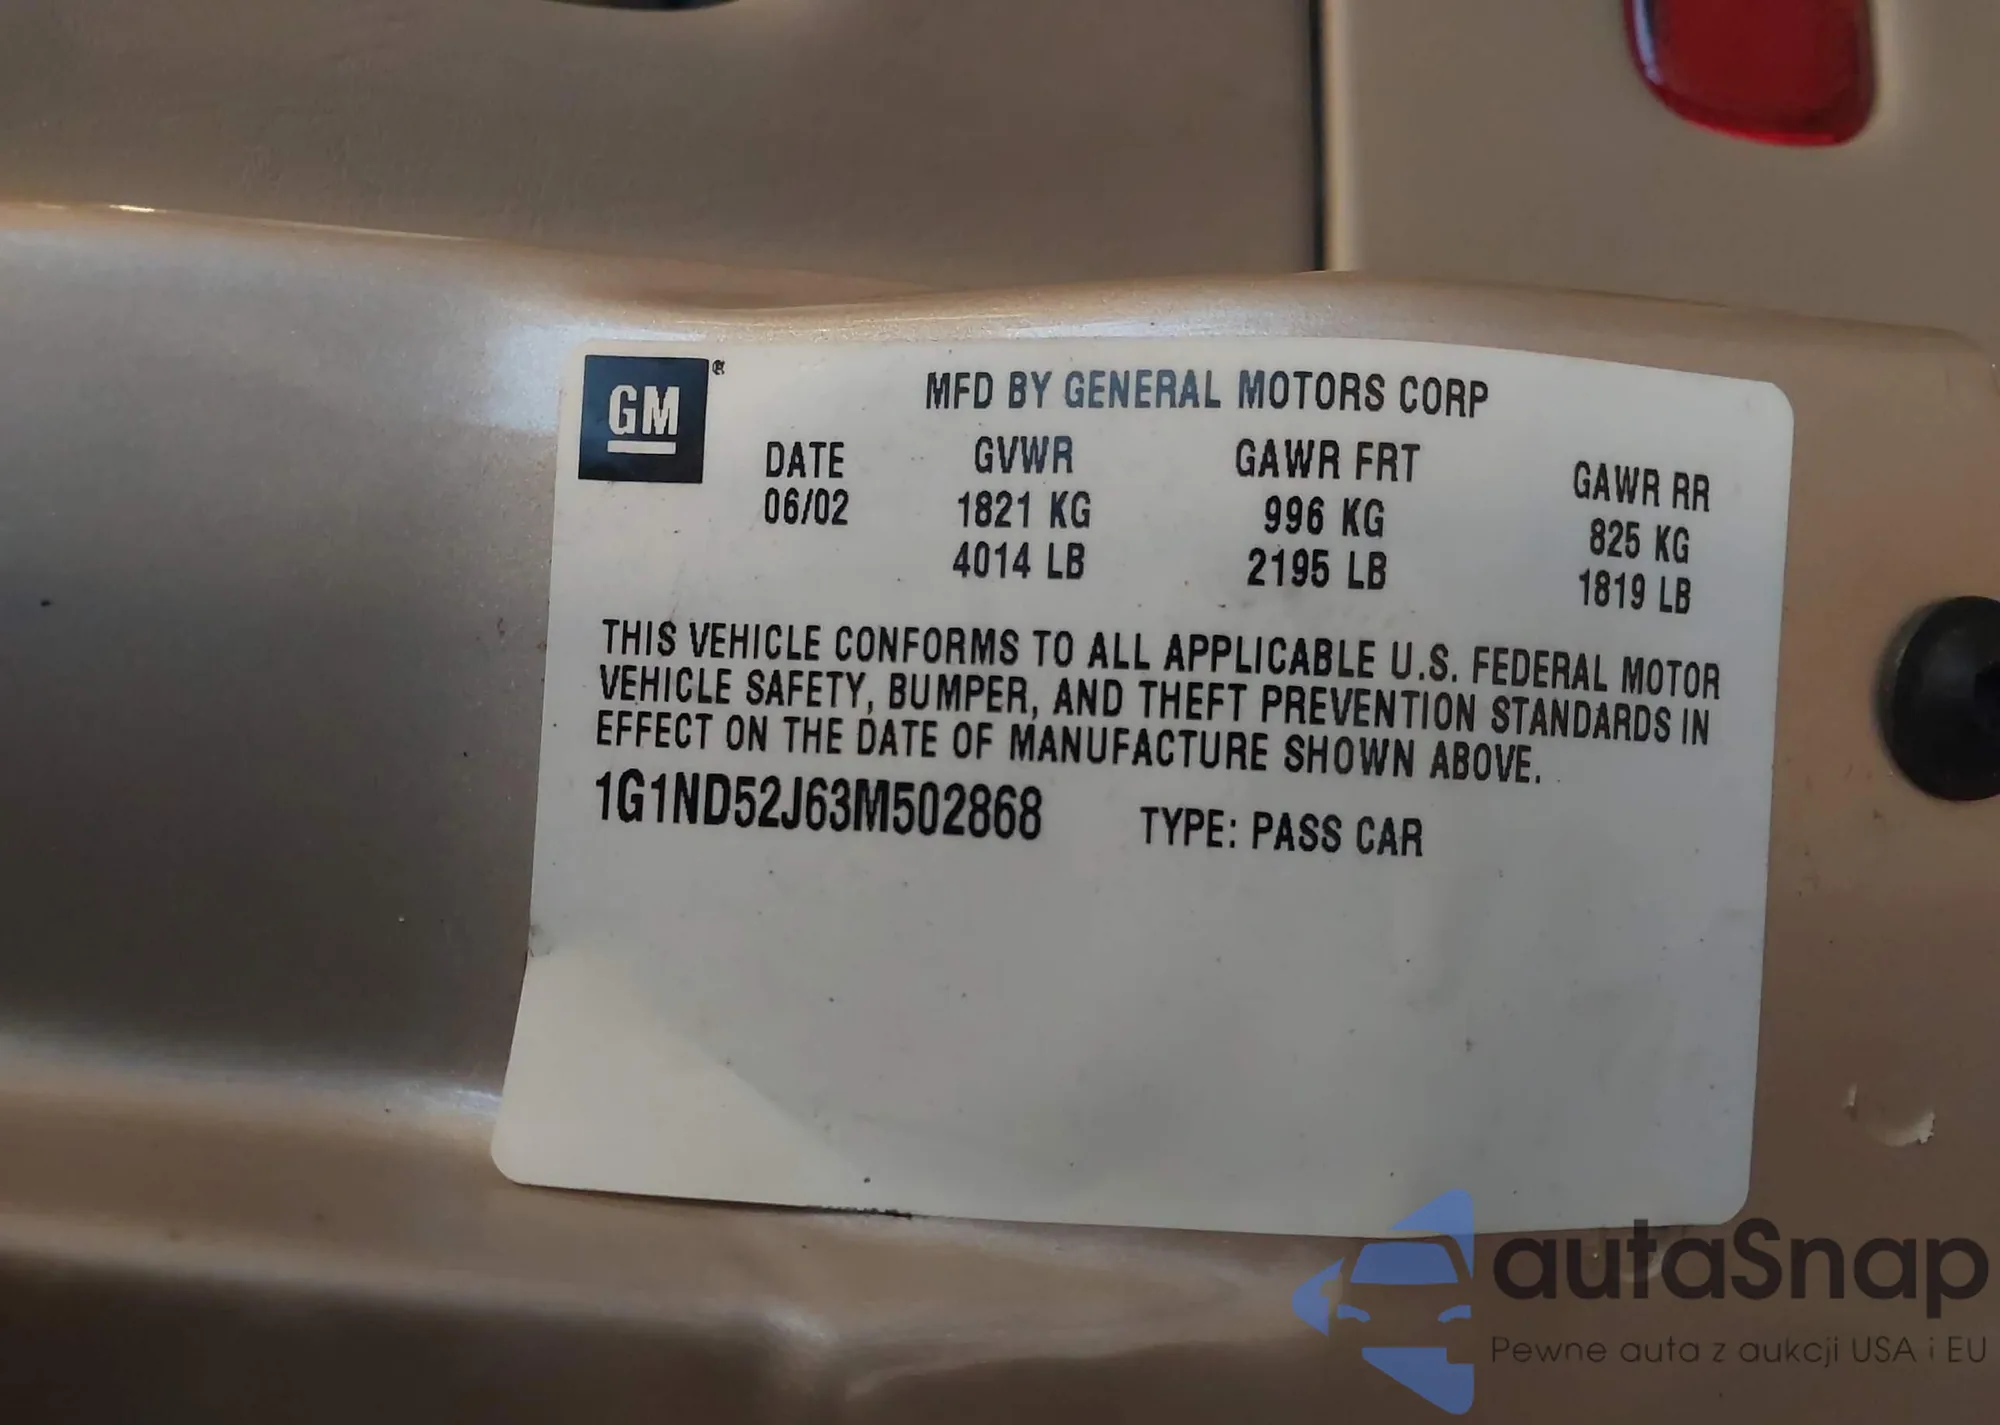 GM ®
MFD BY GENERAL MOTORS CORP
DATE GVWR GAWR FRT GAWR RR
06/02 1821 KG 996 KG 825 KG
4014 LB 2195 LB 1819 LB
THIS VEHICLE CONFORMS TO ALL APPLICABLE U.S. FEDERAL MOTOR
VEHICLE SAFETY, BUMPER, AND THEFT PREVENTION STANDARDS IN
EFFECT ON THE DATE OF MANUFACTURE SHOWN ABOVE.
1G1ND52J63M502868 TYPE: PASS CAR
autaSnap
Pewne auta z aukcji USA i EU